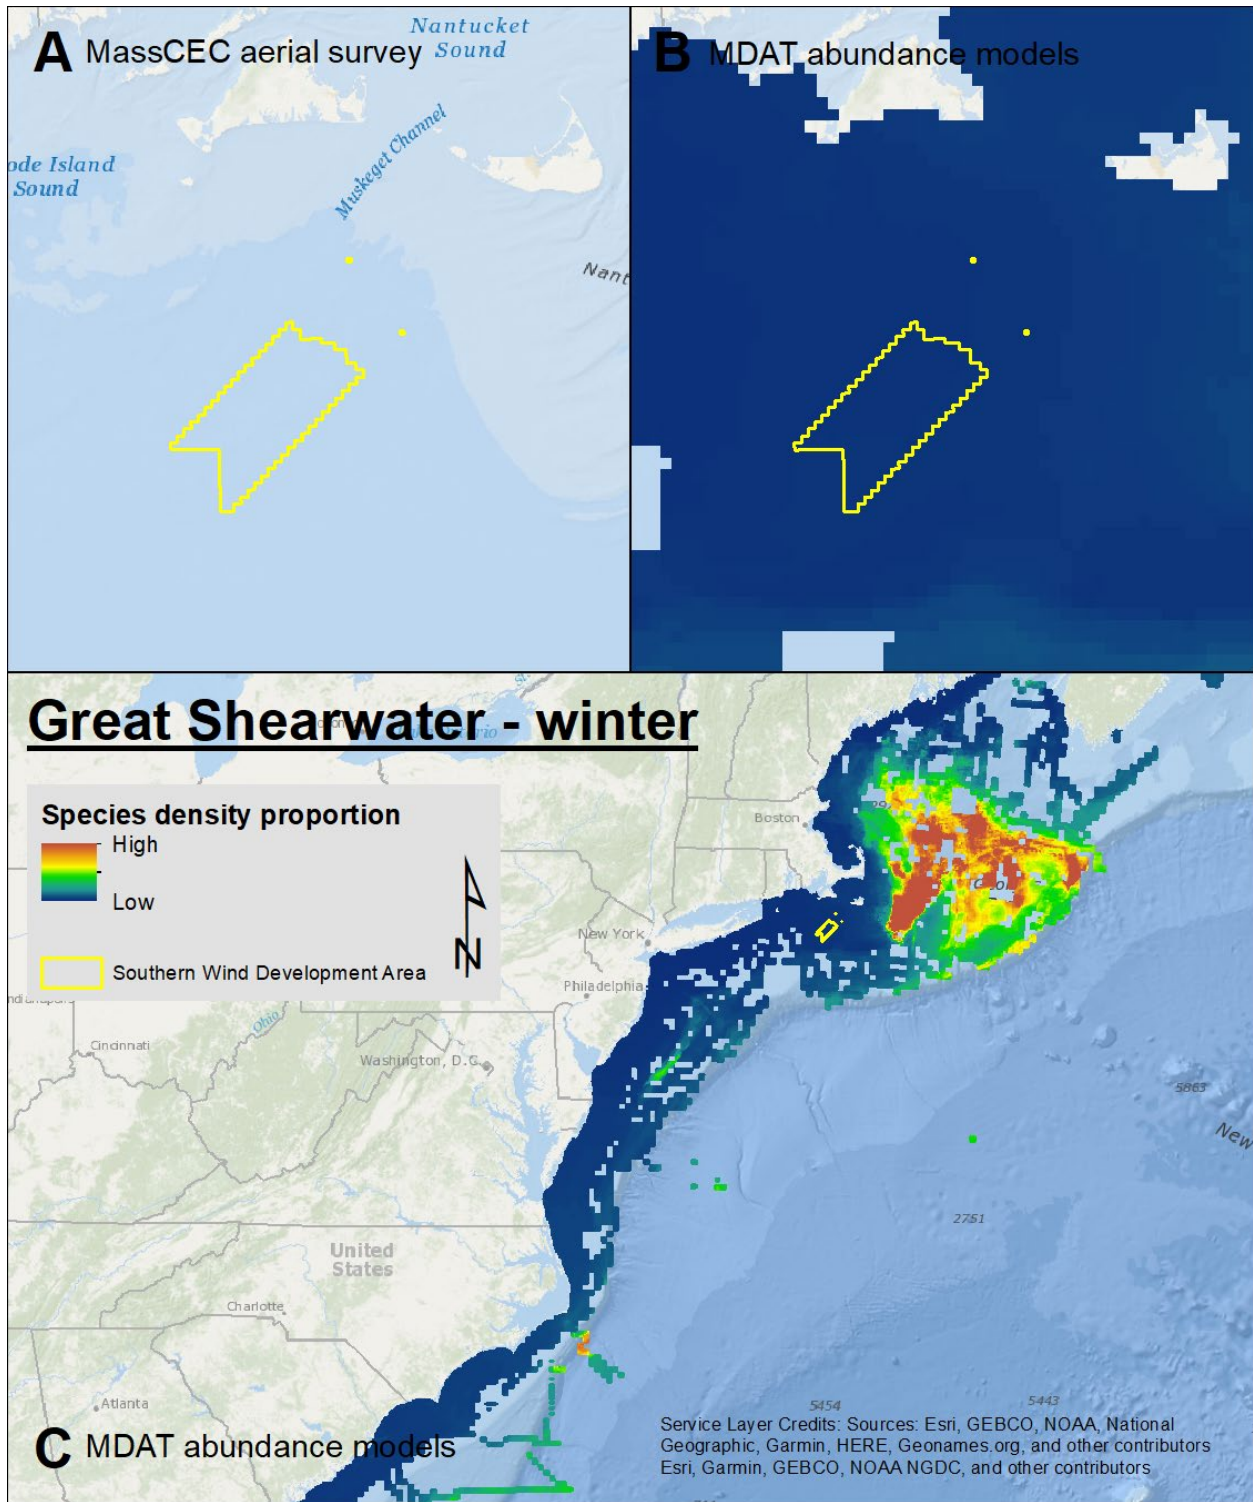 A MassCEC aerial survey
Nantucket
Sound
ode Island
Sound
Muskeget Channel
Nant
B MDAT abundance models
Great Shearwater - winter
Species density proportion
High
Low
N
Southern Wind Development Area
Boston
New York
Philadelphia
Ohio
Cincinnati
Washington, D.C.
5863
New
2751
United
States
Charlotte
Atlanta
5454
5443
C MDAT abundance models
Service Layer Credits: Sources: Esri, GEBCO, NOAA, National
Geographic, Garmin, HERE, Geonames.org, and other contributors
Esri, Garmin, GEBCO, NOAA NGDC, and other contributors